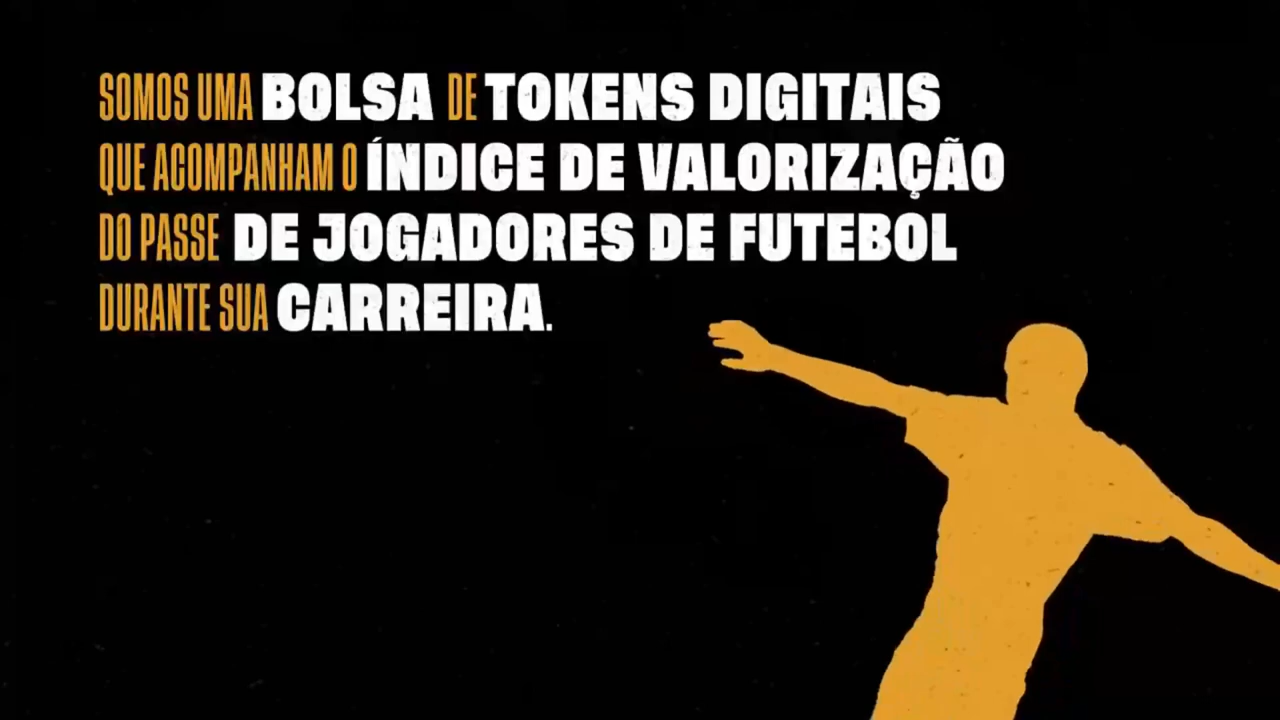 SOMOS UMA BOLSA DE TOKENS DIGITAIS
QUE ACOMPANHAM O ÍNDICE DE VALORIZAÇÃO
DO PASSE DE JOGADORES DE FUTEBOL
DURANTE SUA CARREIRA.